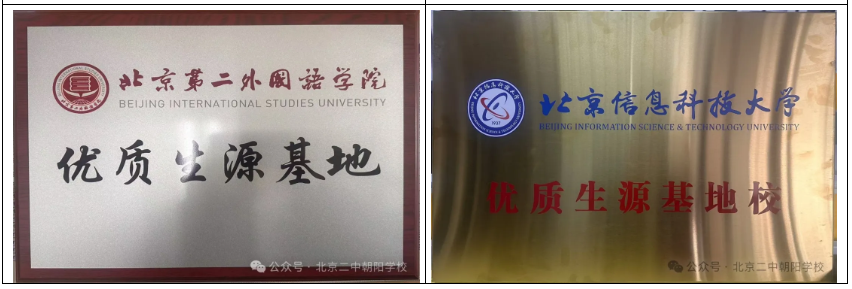 北京第二外國語学院
BEIJING INTERNATIONAL STUDIES UNIVERSITY
优质生源基地
公众号·北京二中朝阳学校
北京信息科技大学
BEIJING INFORMATION SCIENCE & TECHNOLOGY UNIVERSITY
优质生源基地校
公众号·北京二中朝阳学校